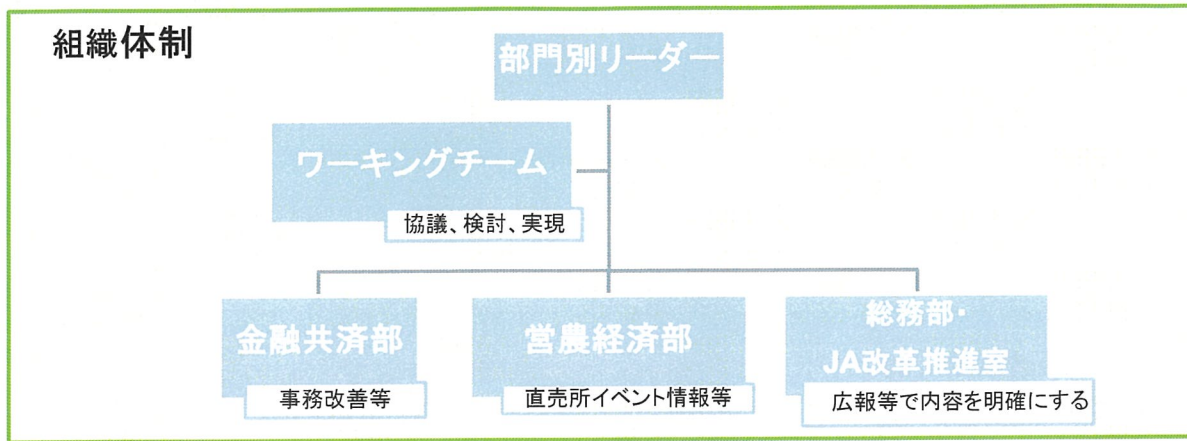 組織体制
部門別リーダー
ワーキングチーム
協議、検討、実現
金融共済部
事務改善等
営農経済部
直売所イベント情報等
総務部・
JA改革推進室
広報等で内容を明確にする